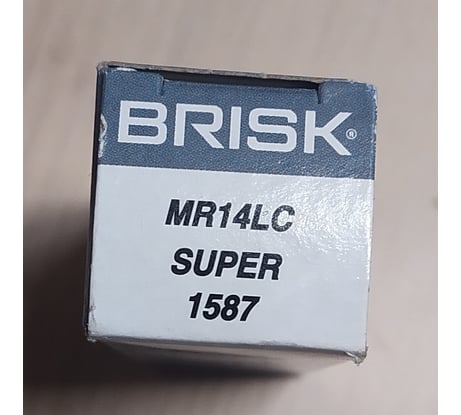 BRISK®
MR14LC
SUPER
1587